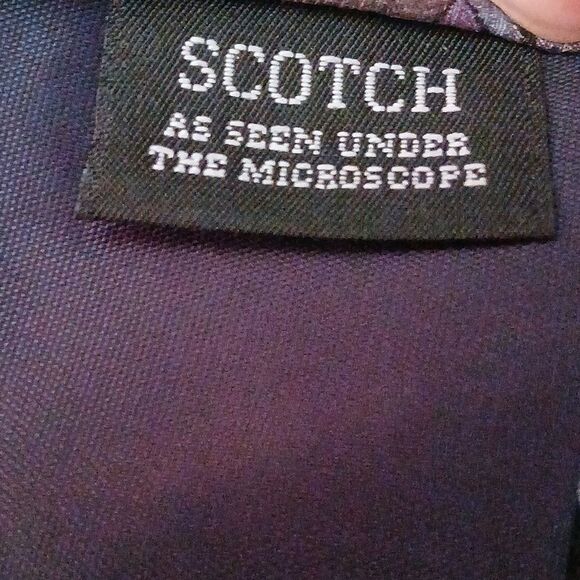 SCOTCH
AS SEEN UNDER
THE MICROSCOPE